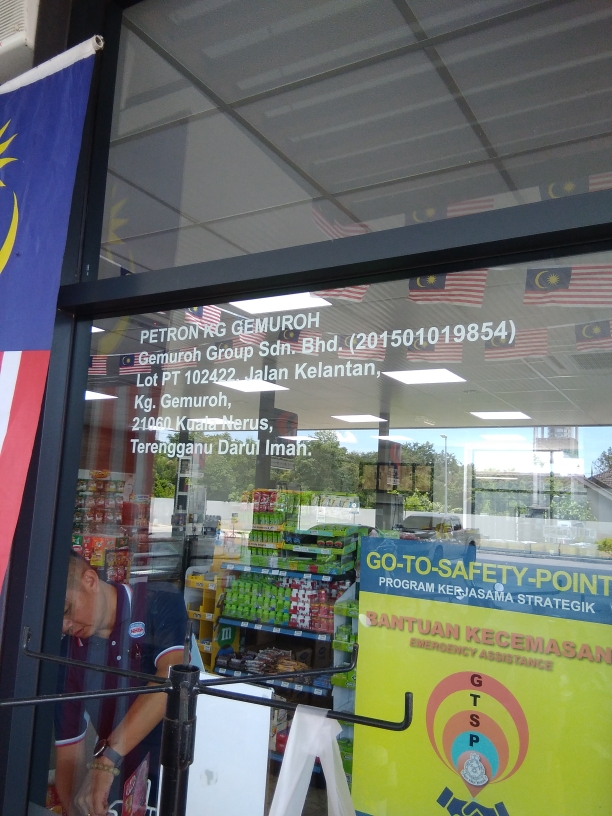 PETRON KG GEMUROH
Gemuroh Group Sdn. Bhd. (201501019854)
Lot PT 102422, Jalan Kelantan,
Kg. Gemuroh,
21060 Kuala Nerus,
Terengganu Darul Iman.
GO-TO-SAFETY-POINT
PROGRAM KERJASAMA STRATEGIK
BANTUAN KECEMASAN
EMERGENCY ASSISTANCE
G
T
S
P